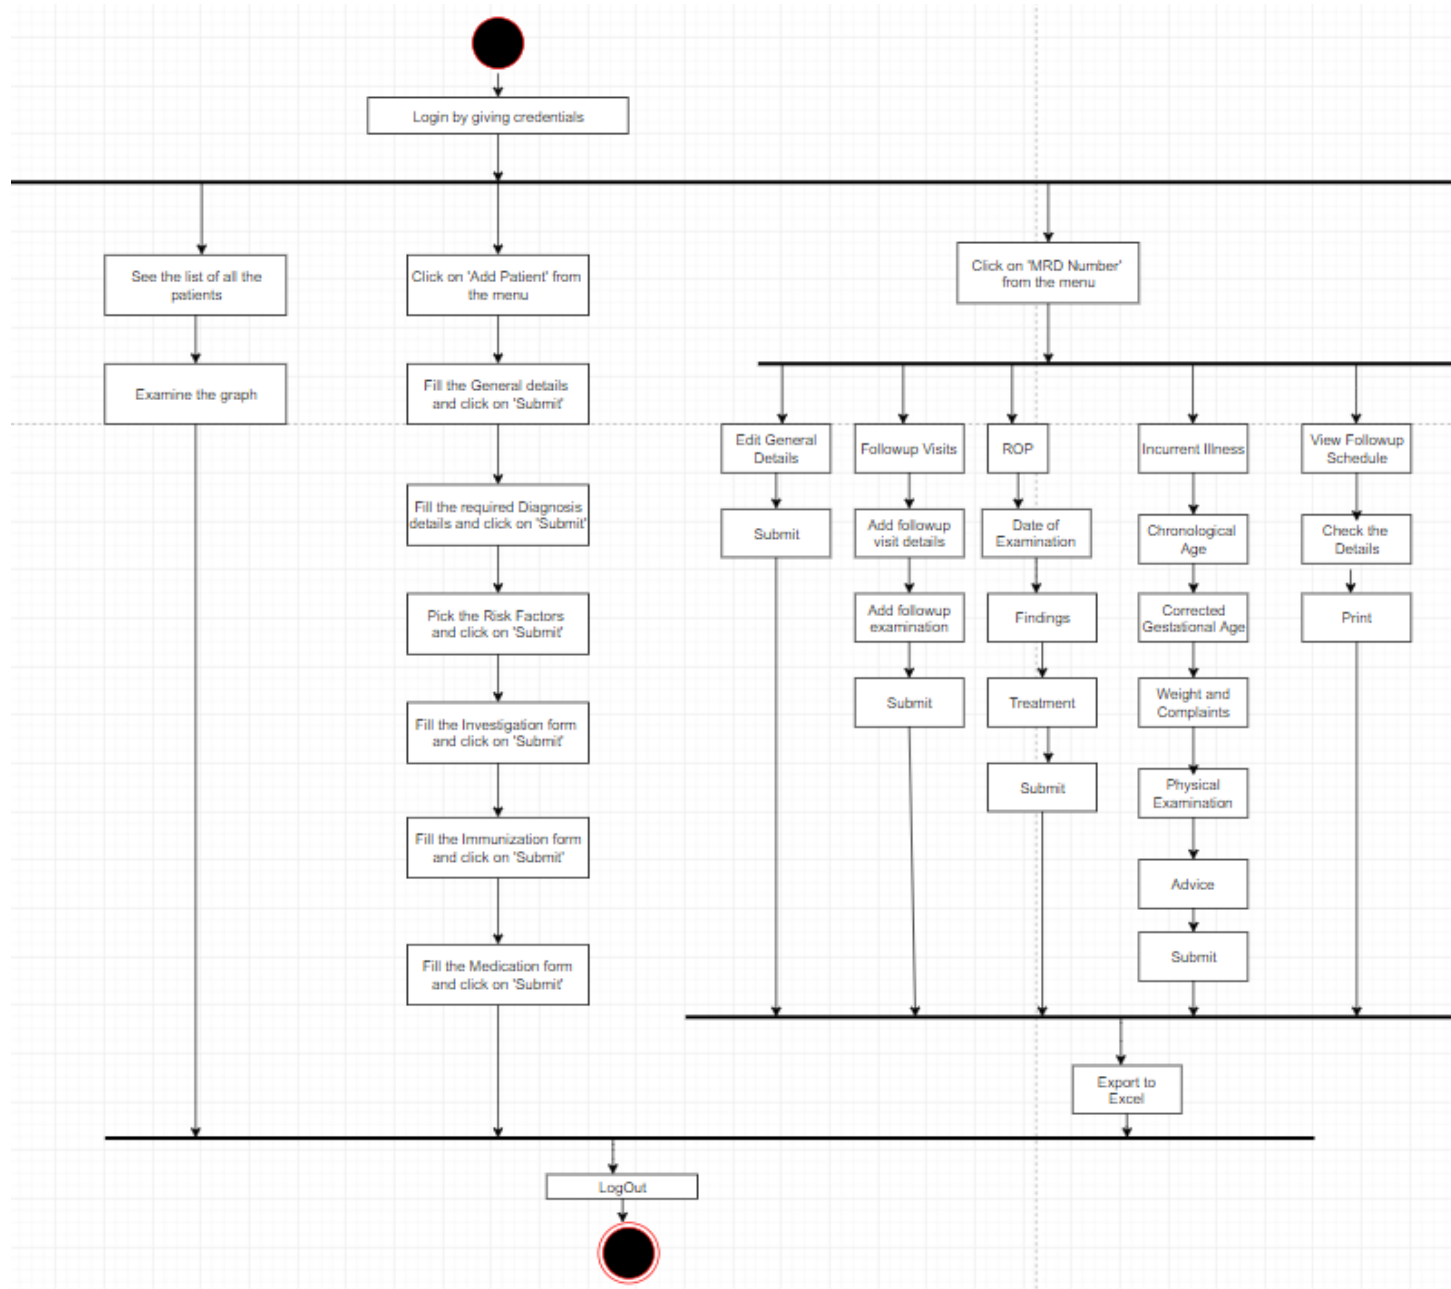 Login by giving credentials
See the list of all the
patients
Examine the graph
Click on 'Add Patient' from
the menu
Fill the General details
and click on 'Submit'
Fill the required Diagnosis
details and click on 'Submit'
Pick the Risk Factors
and click on 'Submit'
Fill the Investigation form
and click on 'Submit'
Fill the Immunization form
and click on 'Submit'
Fill the Medication form
and click on 'Submit'
Click on 'MRD Number'
from the menu
Edit General
Details
Submit
Followup Visits
Add followup
visit details
Add followup
examination
Submit
ROP
Date of
Examination
Findings
Treatment
Submit
Incurrent Illness
Chronological
Age
Corrected
Gestational Age
Weight and
Complaints
Physical
Examination
Advice
Submit
View Followup
Schedule
Check the
Details
Print
Export to
Excel
LogOut